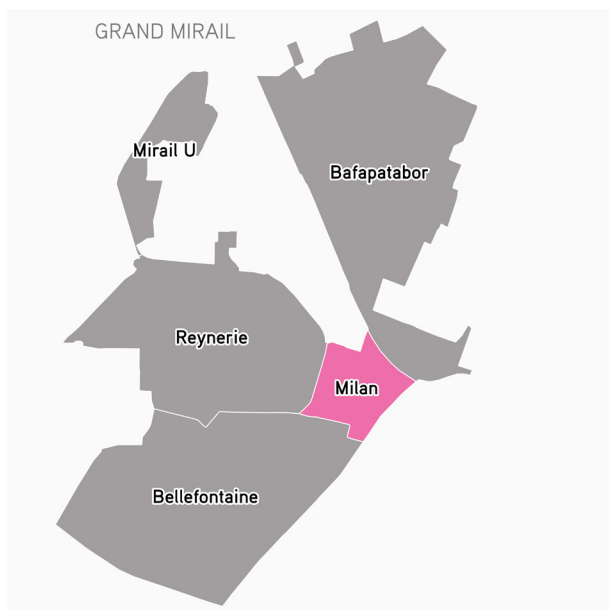 GRAND MIRAIL
Mirail U
Bafapatabor
Reynerie
Milan
Bellefontaine